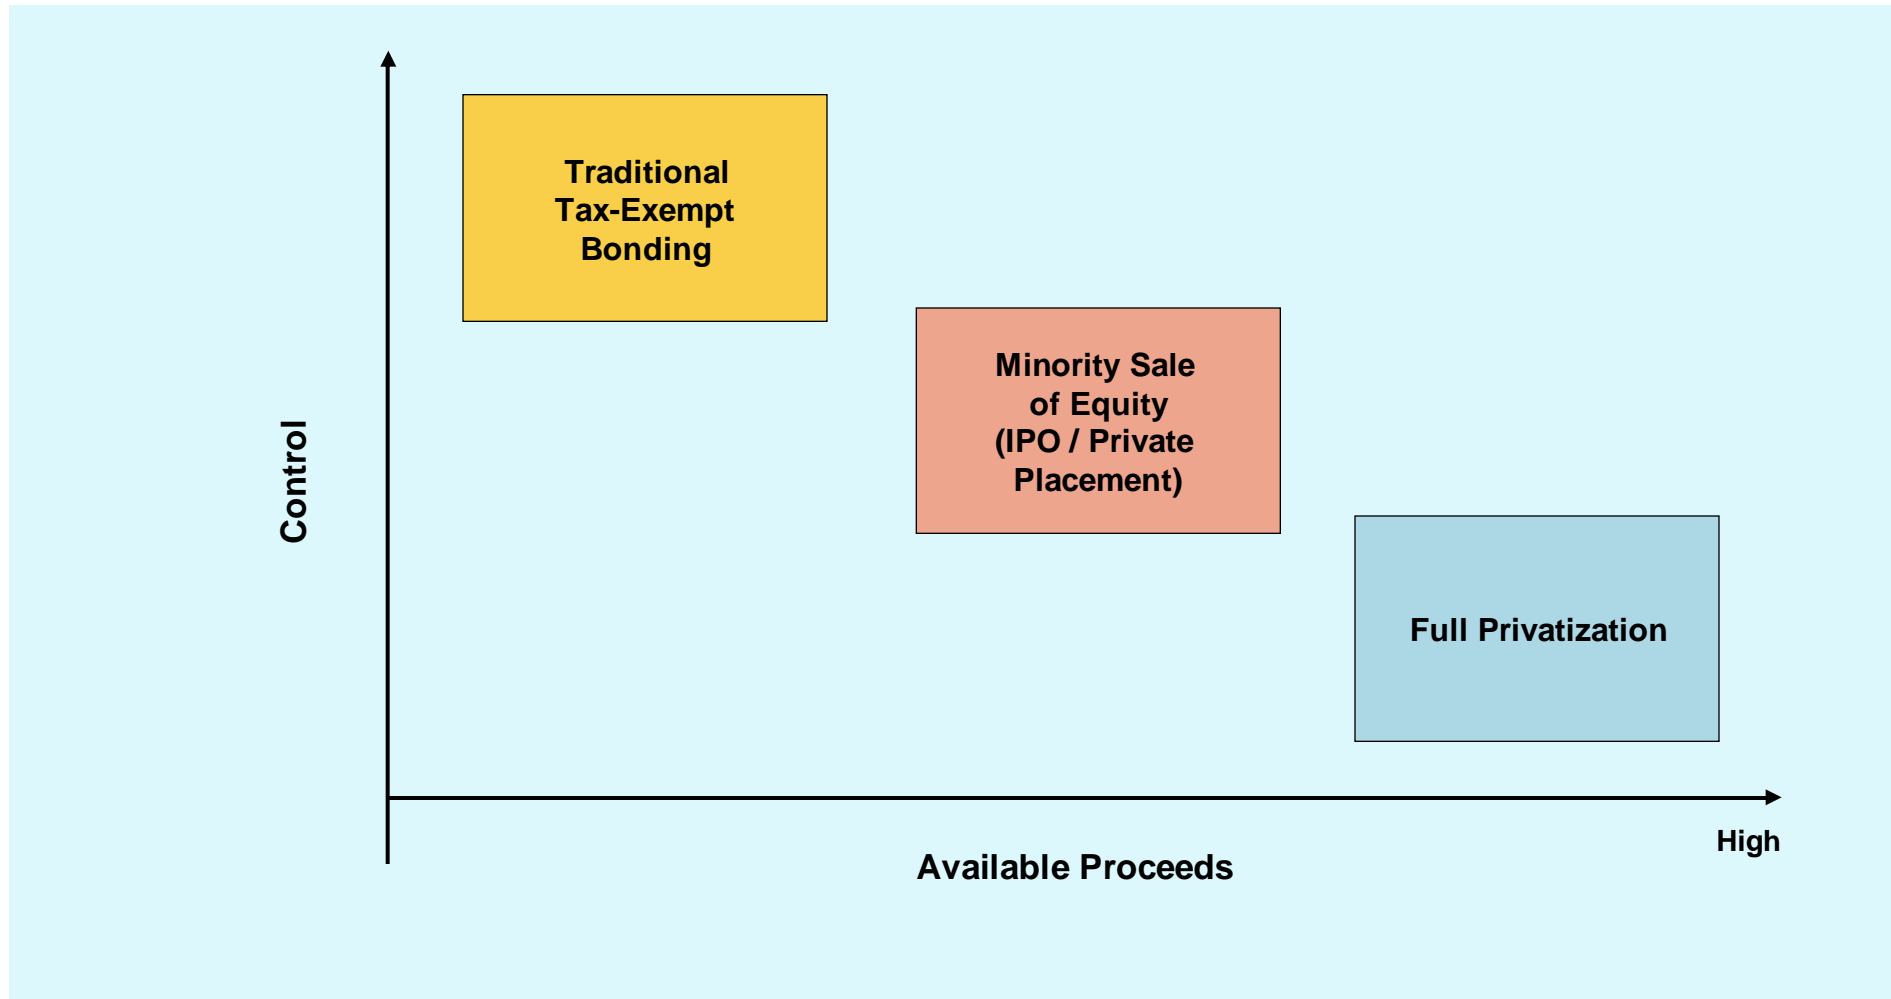 Traditional
Tax-Exempt
Bonding
Minority Sale
of Equity
(IPO / Private
Placement)
Control
Full Privatization
High
Available Proceeds